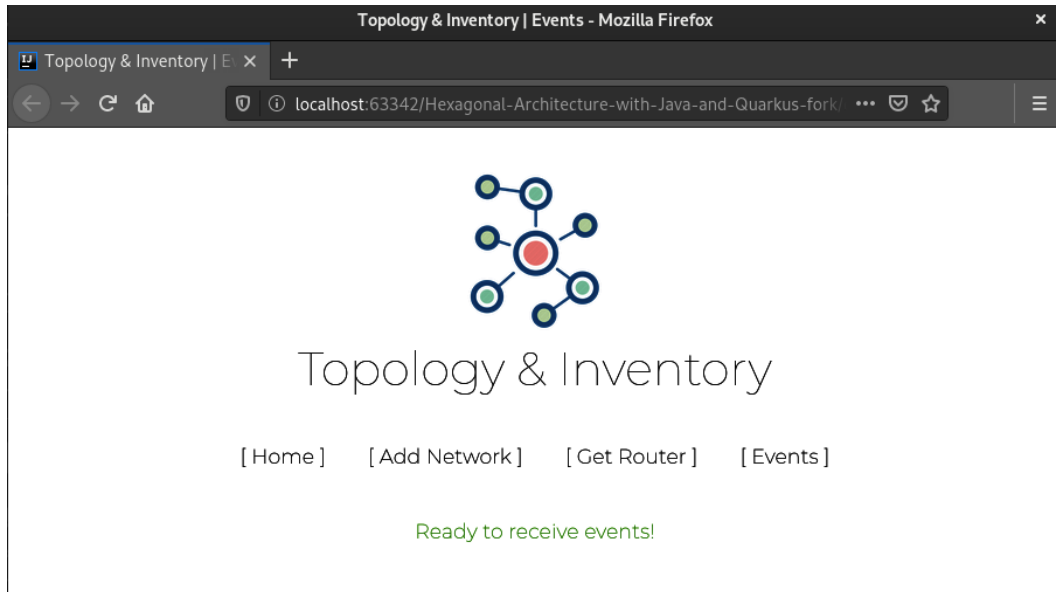 Topology & Inventory | Events - Mozilla Firefox
Topology & Inventory | Ev
localhost:63342/Hexagonal-Architecture-with-Java-and-Quarkus-fork/
Topology & Inventory
[ Home ] [ Add Network ] [ Get Router ] [ Events ]
Ready to receive events!